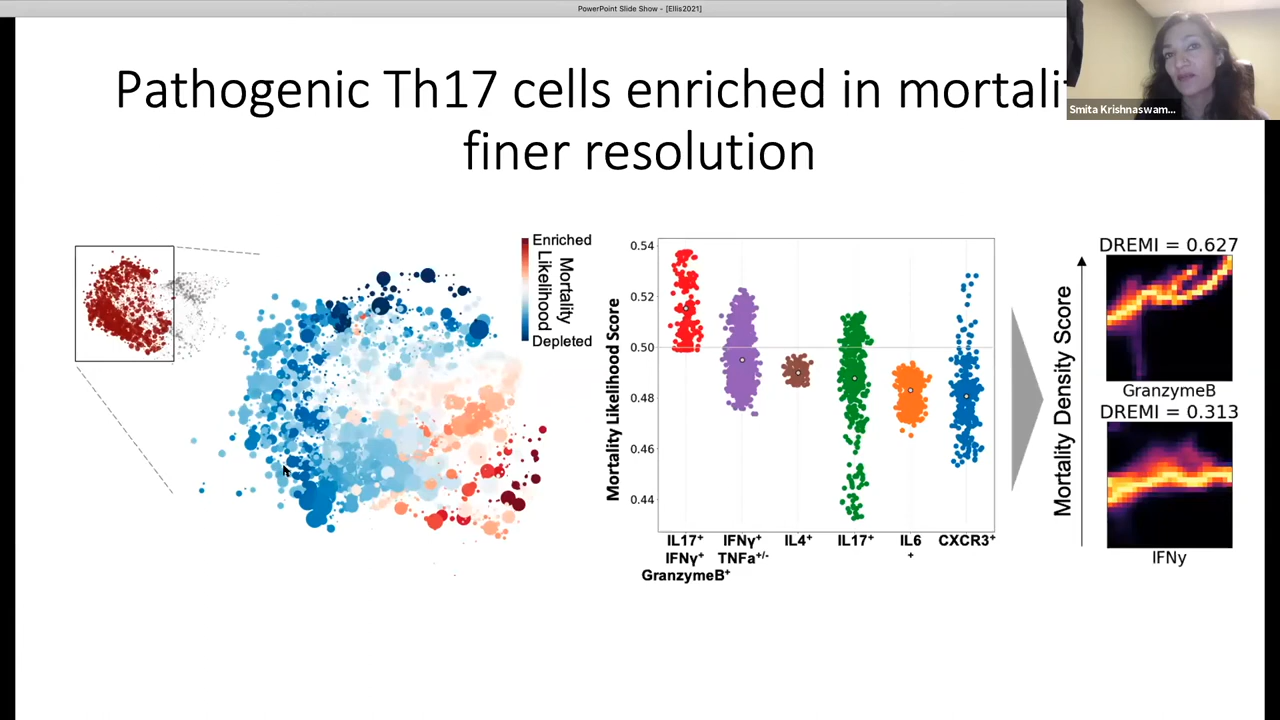 PowerPoint Slide Show - [Ellis2021]
Smita Krishnaswam...
Pathogenic Th17 cells enriched in mortalit
finer resolution
Enriched
Mortality
Likelihood
Depleted
Mortality Likelihood Score
0.54
0.52
0.50
0.48
0.46
0.44
IL17+ IFNγ+ IL4+ IL17+ IL6 CXCR3+
IFNγ+ TNFa+/- +
GranzymeB+
Mortality Density Score
DREMI = 0.627
GranzymeB
DREMI = 0.313
IFNy